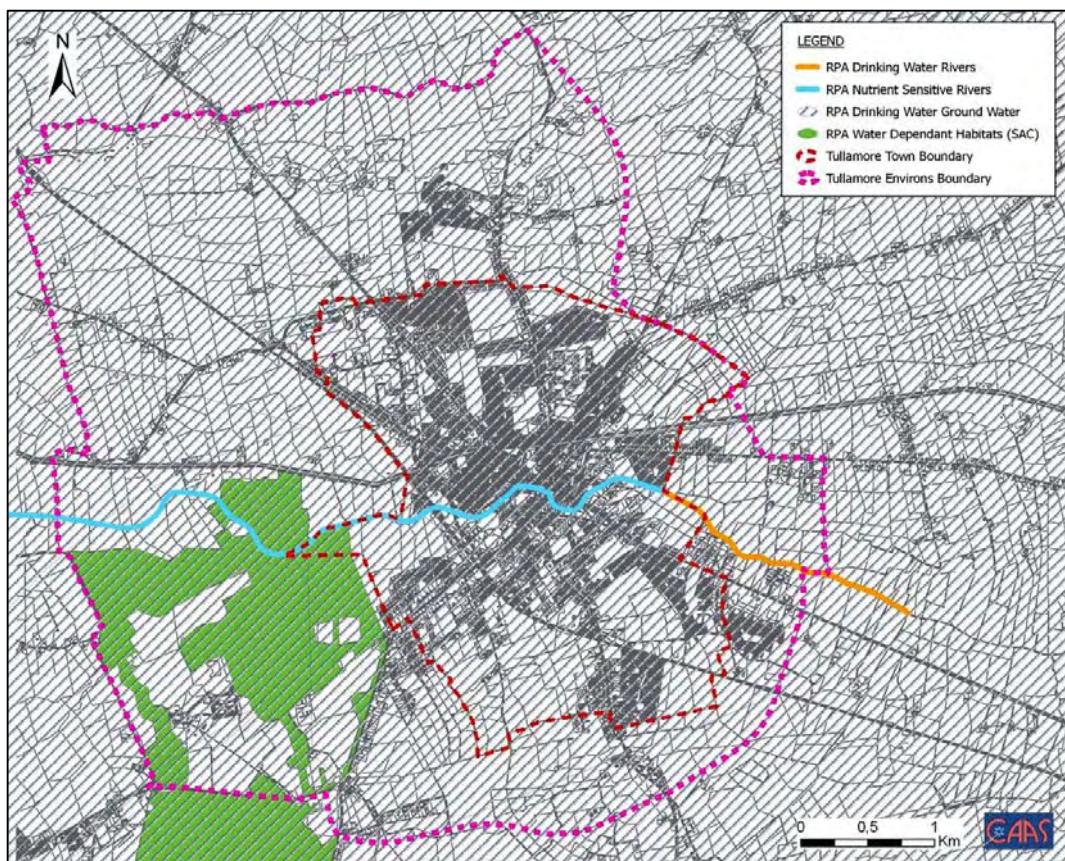 N
LEGEND
RPA Drinking Water Rivers
RPA Nutrient Sensitive Rivers
RPA Drinking Water Ground Water
RPA Water Dependant Habitats (SAC)
Tullamore Town Boundary
Tullamore Environs Boundary
0 0,5 1
Km
CAAS